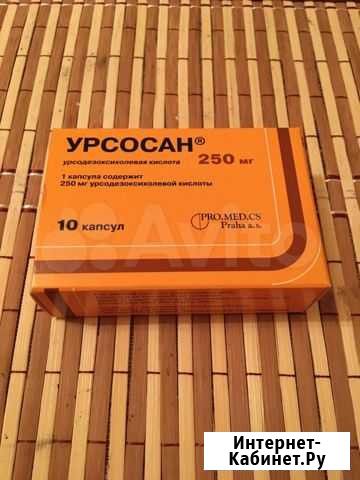 УРСОСАН®
урсодезоксихолевая кислота 250 мг
1 капсула содержит
250 мг урсодезоксихолевой кислоты
10 капсул
PRO.MED.CS
Praha a.s.
Avito
Интернет-
Кабинет.Ру